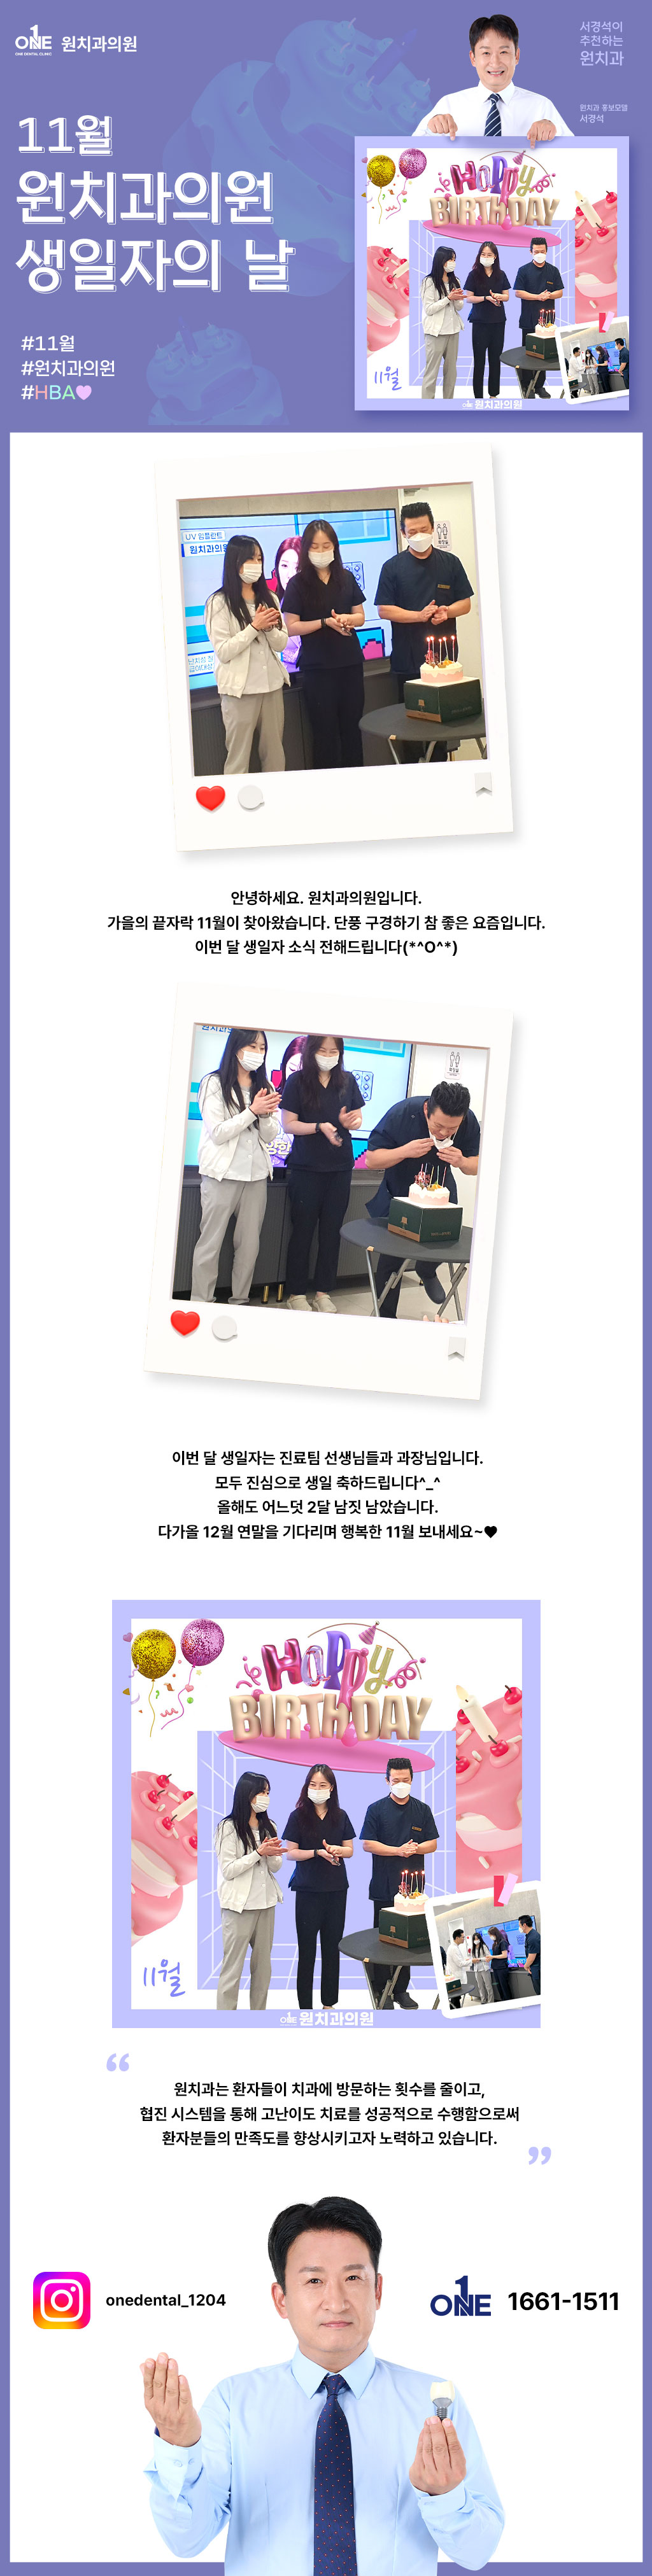 ONE
ONE DENTAL CLINIC
원치과의원
서경석이
추천하는
원치과
원치과 홍보모델
서경석
11월
원치과의원
생일자의 날
#11월
#원치과의원
#HBA
Happy
BIRTHDAY
11월
ONE 원치과의원
UV 임플란트
원치과의원
안녕하세요. 원치과의원입니다.
가을의 끝자락 11월이 찾아왔습니다. 단풍 구경하기 참 좋은 요즘입니다.
이번 달 생일자 소식 전해드립니다(*^O^*)
이번 달 생일자는 진료팀 선생님들과 과장님입니다.
모두 진심으로 생일 축하드립니다^_^
올해도 어느덧 2달 남짓 남았습니다.
다가올 12월 연말을 기다리며 행복한 11월 보내세요~♥
Happy
BIRTHDAY
11월
ONE 원치과의원
“
원치과는 환자들이 치과에 방문하는 횟수를 줄이고,
협진 시스템을 통해 고난이도 치료를 성공적으로 수행함으로써
환자분들의 만족도를 향상시키고자 노력하고 있습니다.
”
onedental_1204
ONE 1661-1511